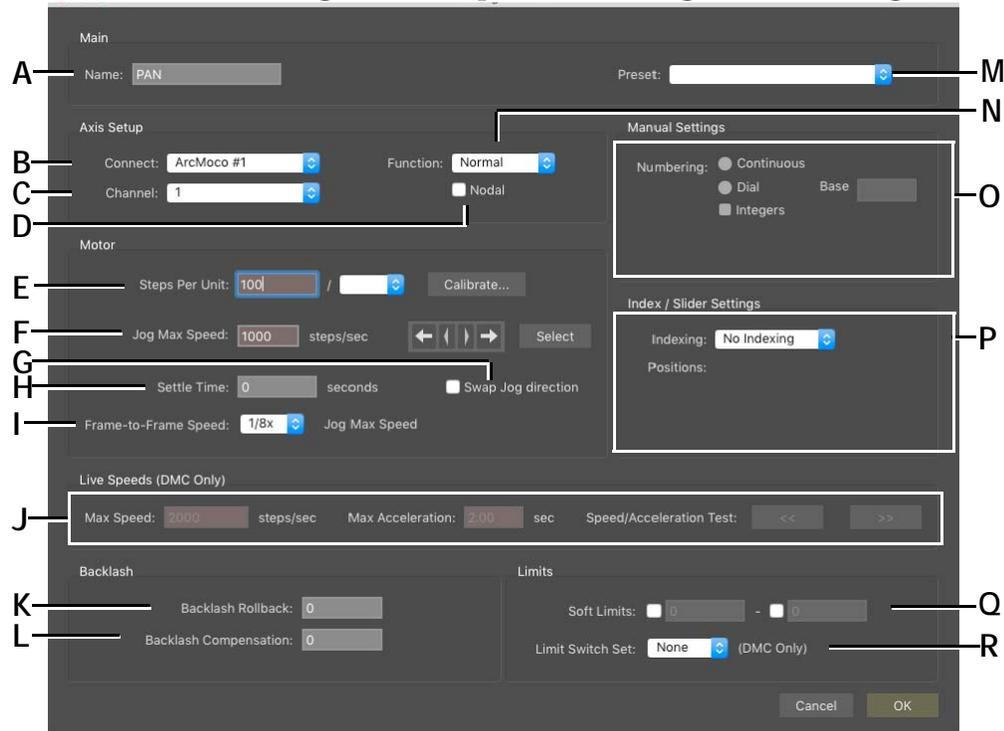 Main
A
Name: PAN
Preset:
M
N
Axis Setup
Manual Settings
B
Connect: ArcMoco #1
Function: Normal
Numbering: Continuous
C
Channel: 1
Nodal
Dial
Base
O
D
Integers
Motor
E
Steps Per Unit: 100 /
Calibrate...
Index / Slider Settings
F
Jog Max Speed: 1000 steps/sec
Select
Indexing: No Indexing
P
G
Positions:
H
Settle Time: 0 seconds
Swap Jog direction
I
Frame-to-Frame Speed: 1/8x Jog Max Speed
Live Speeds (DMC Only)
J
Max Speed: 2000 steps/sec Max Acceleration: 2.00 sec Speed/Acceleration Test: << >>
Backlash
Limits
K
Backlash Rollback: 0
Soft Limits: 0 - 0
Q
L
Backlash Compensation: 0
Limit Switch Set: None (DMC Only)
R
Cancel
OK